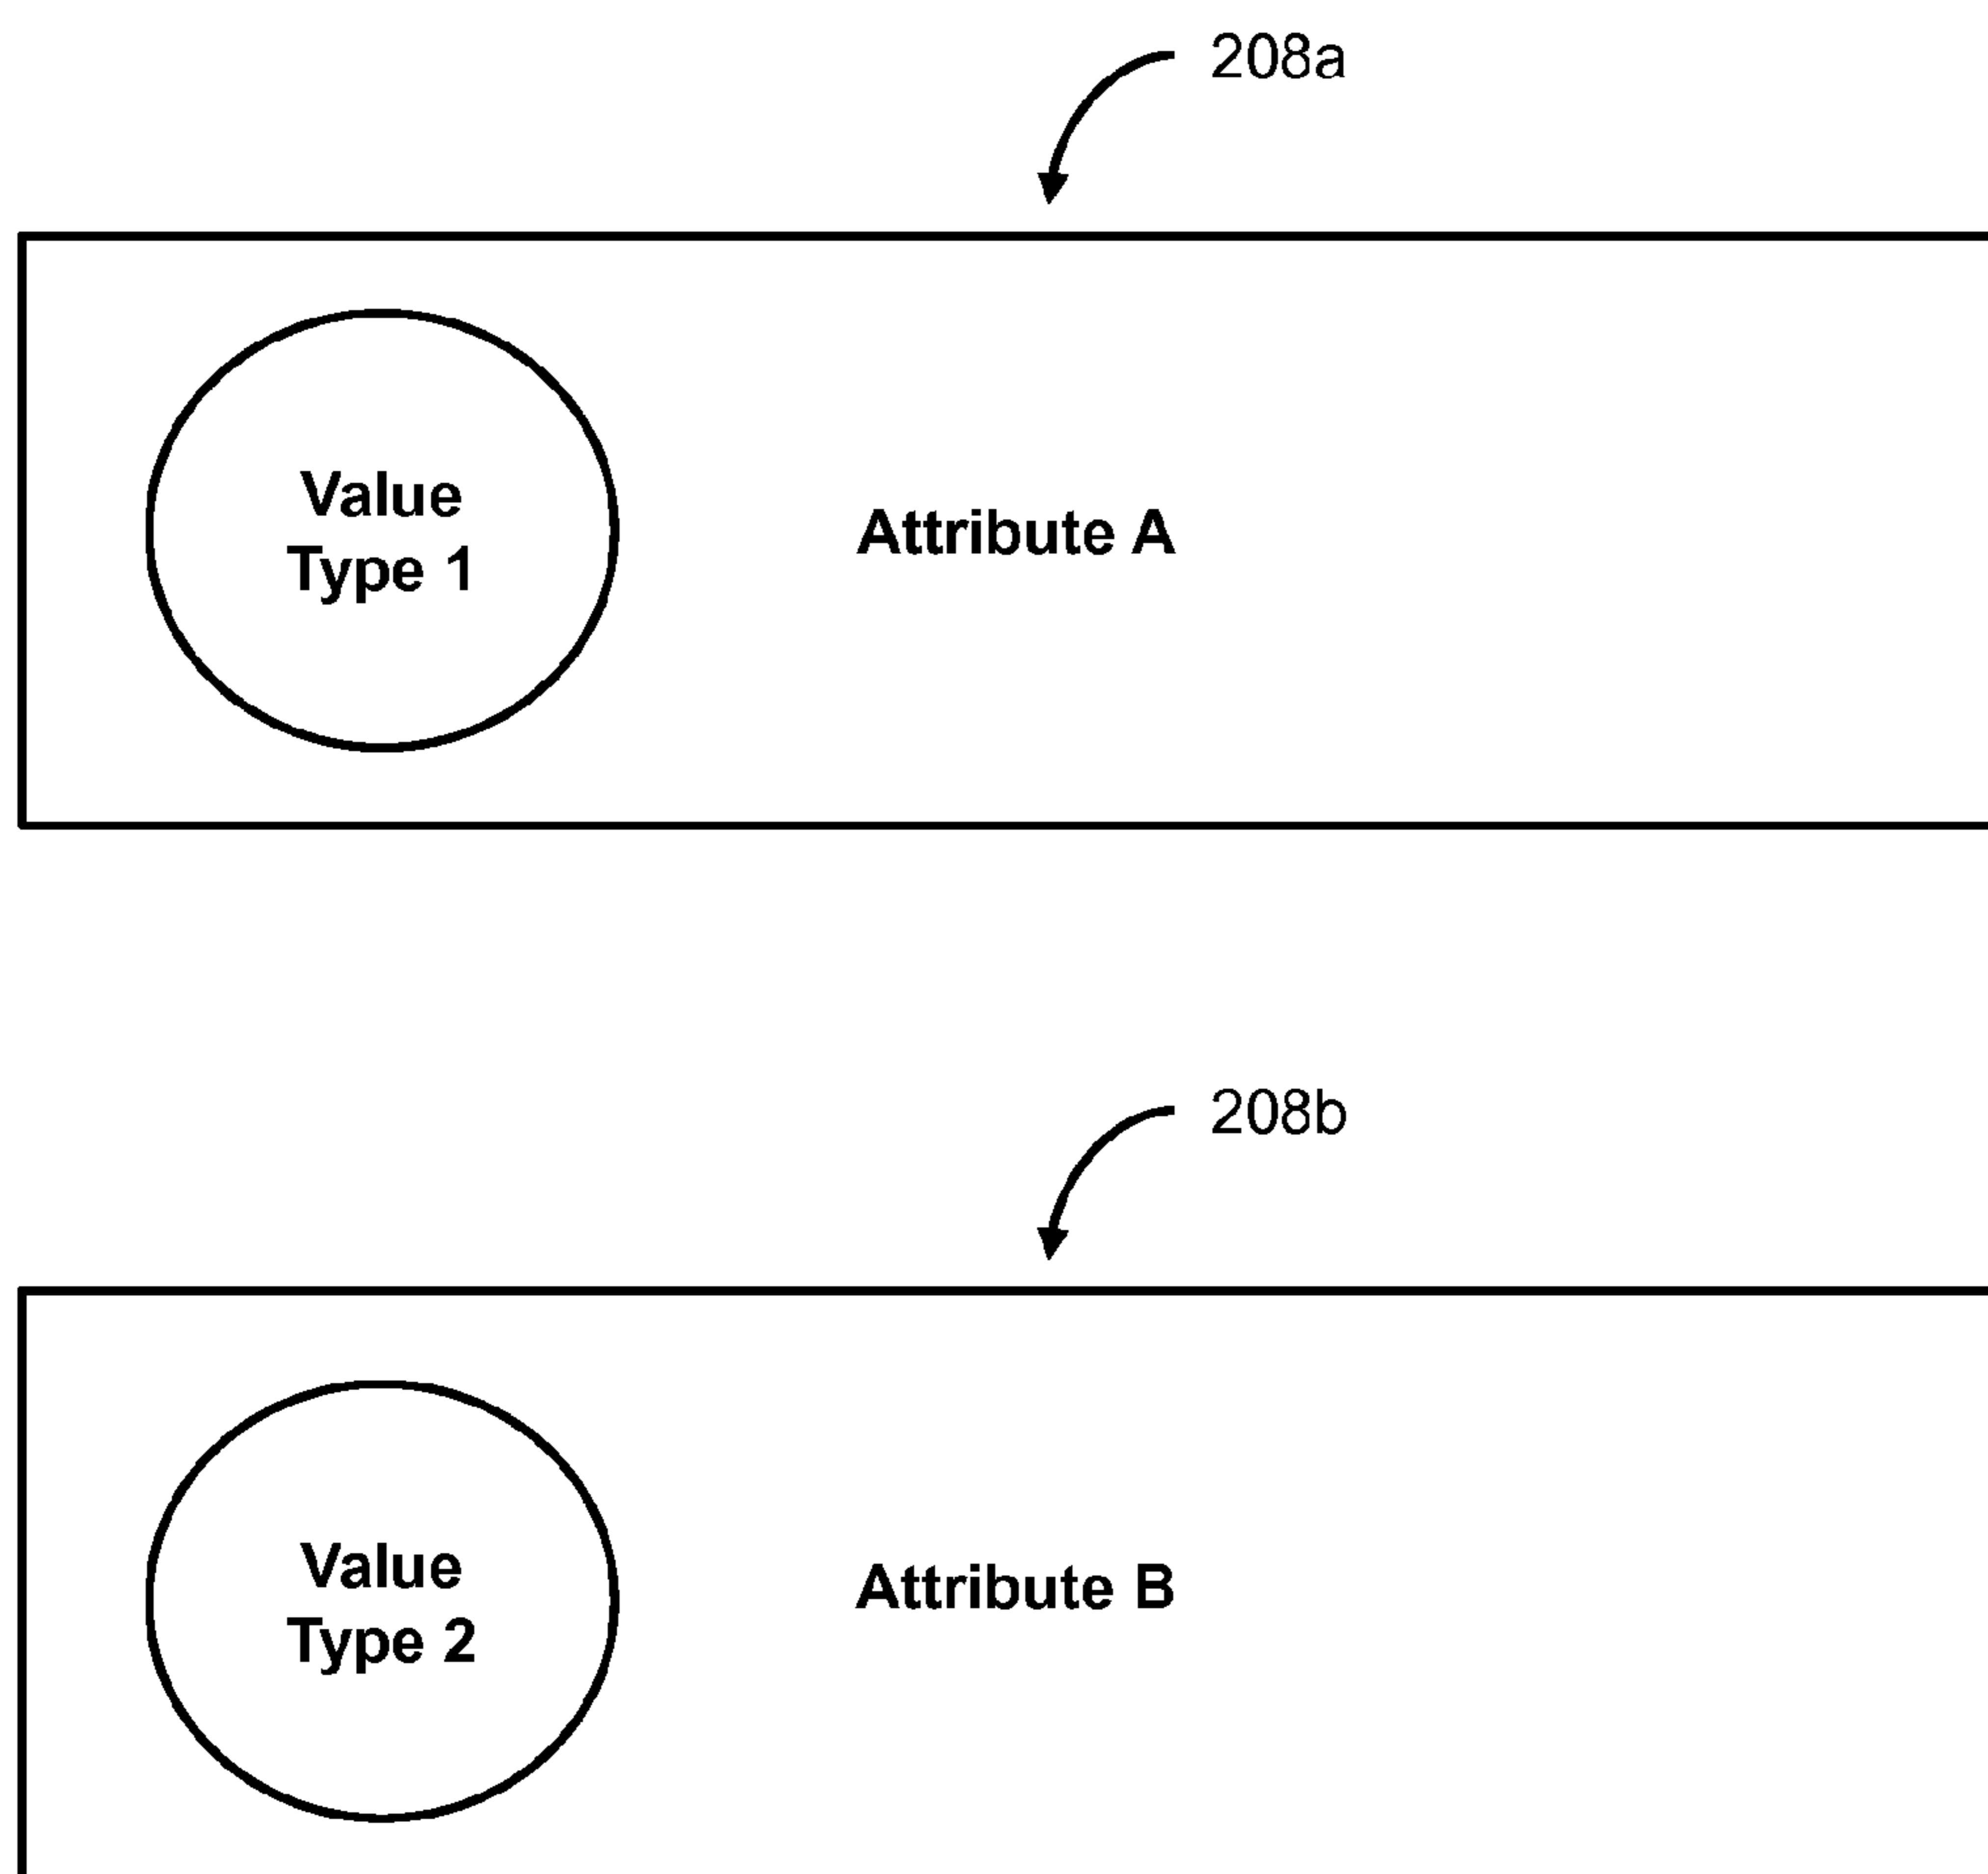 208a
Value
Type 1
Attribute A
208b
Value
Type 2
Attribute B